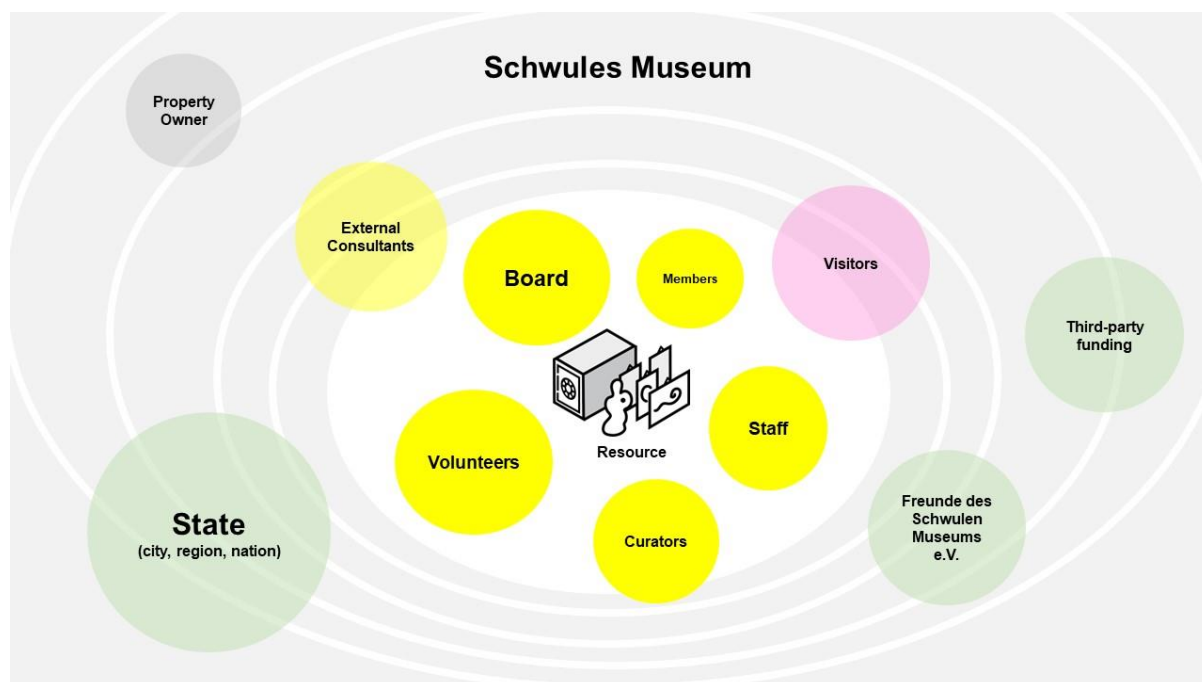 Schwules Museum
Property
Owner
External
Consultants
Board
Members
Visitors
Third-party
funding
Resource
Volunteers
Staff
State
(city, region, nation)
Curators
Freunde des
Schwulen
Museums
e.V.